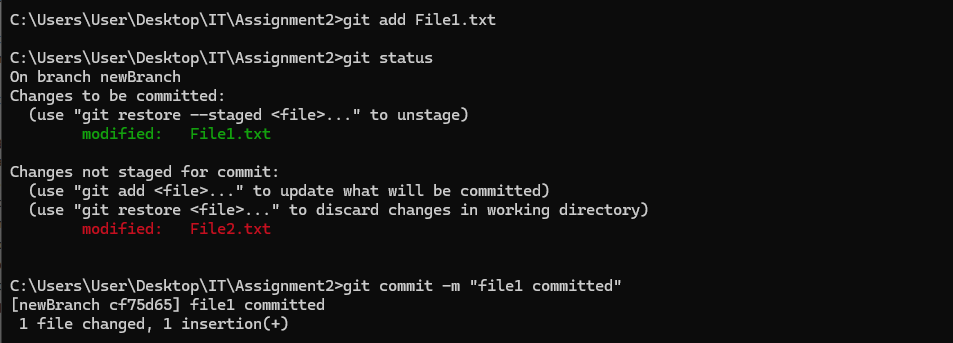 C:\Users\User\Desktop\IT\Assignment2>git add File1.txt
C:\Users\User\Desktop\IT\Assignment2>git status
On branch newBranch
Changes to be committed:
  (use "git restore --staged <file>..." to unstage)
        modified:   File1.txt
Changes not staged for commit:
  (use "git add <file>..." to update what will be committed)
  (use "git restore <file>..." to discard changes in working directory)
        modified:   File2.txt
C:\Users\User\Desktop\IT\Assignment2>git commit -m "file1 committed"
[newBranch cf75d65] file1 committed
 1 file changed, 1 insertion(+)